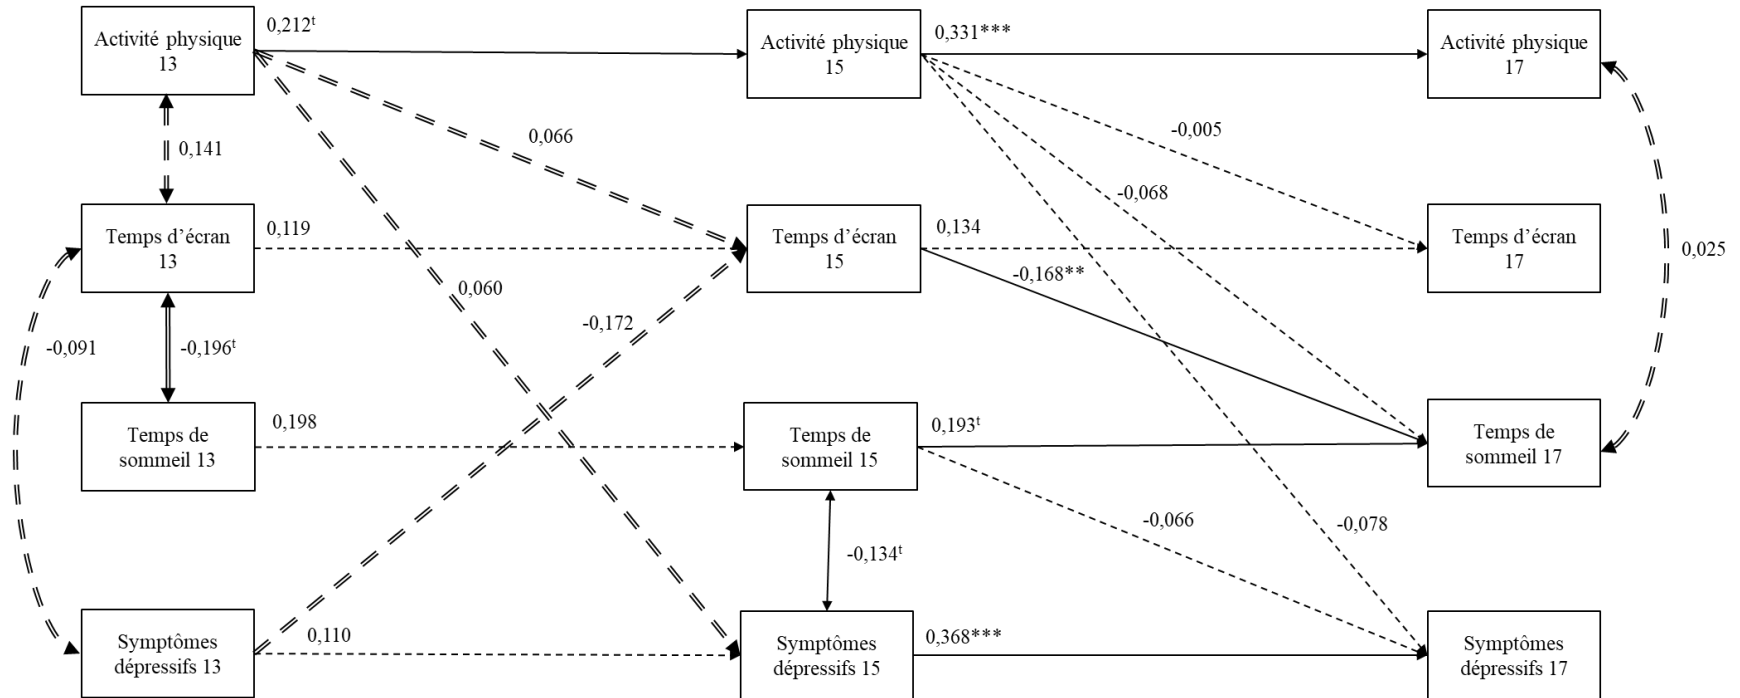 Activité physique
13
0,212ᵗ
Activité physique
15
0,331***
Activité physique
17
0,141
0,066
-0,005
-0,068
Temps d’écran
13
0,119
Temps d’écran
15
0,134
-0,168**
Temps d’écran
17
0,025
0,060
-0,172
-0,091
-0,196ᵗ
Temps de
sommeil 13
0,198
Temps de
sommeil 15
0,193ᵗ
Temps de
sommeil 17
-0,066
-0,078
-0,134ᵗ
Symptômes
dépressifs 13
0,110
Symptômes
dépressifs 15
0,368***
Symptômes
dépressifs 17